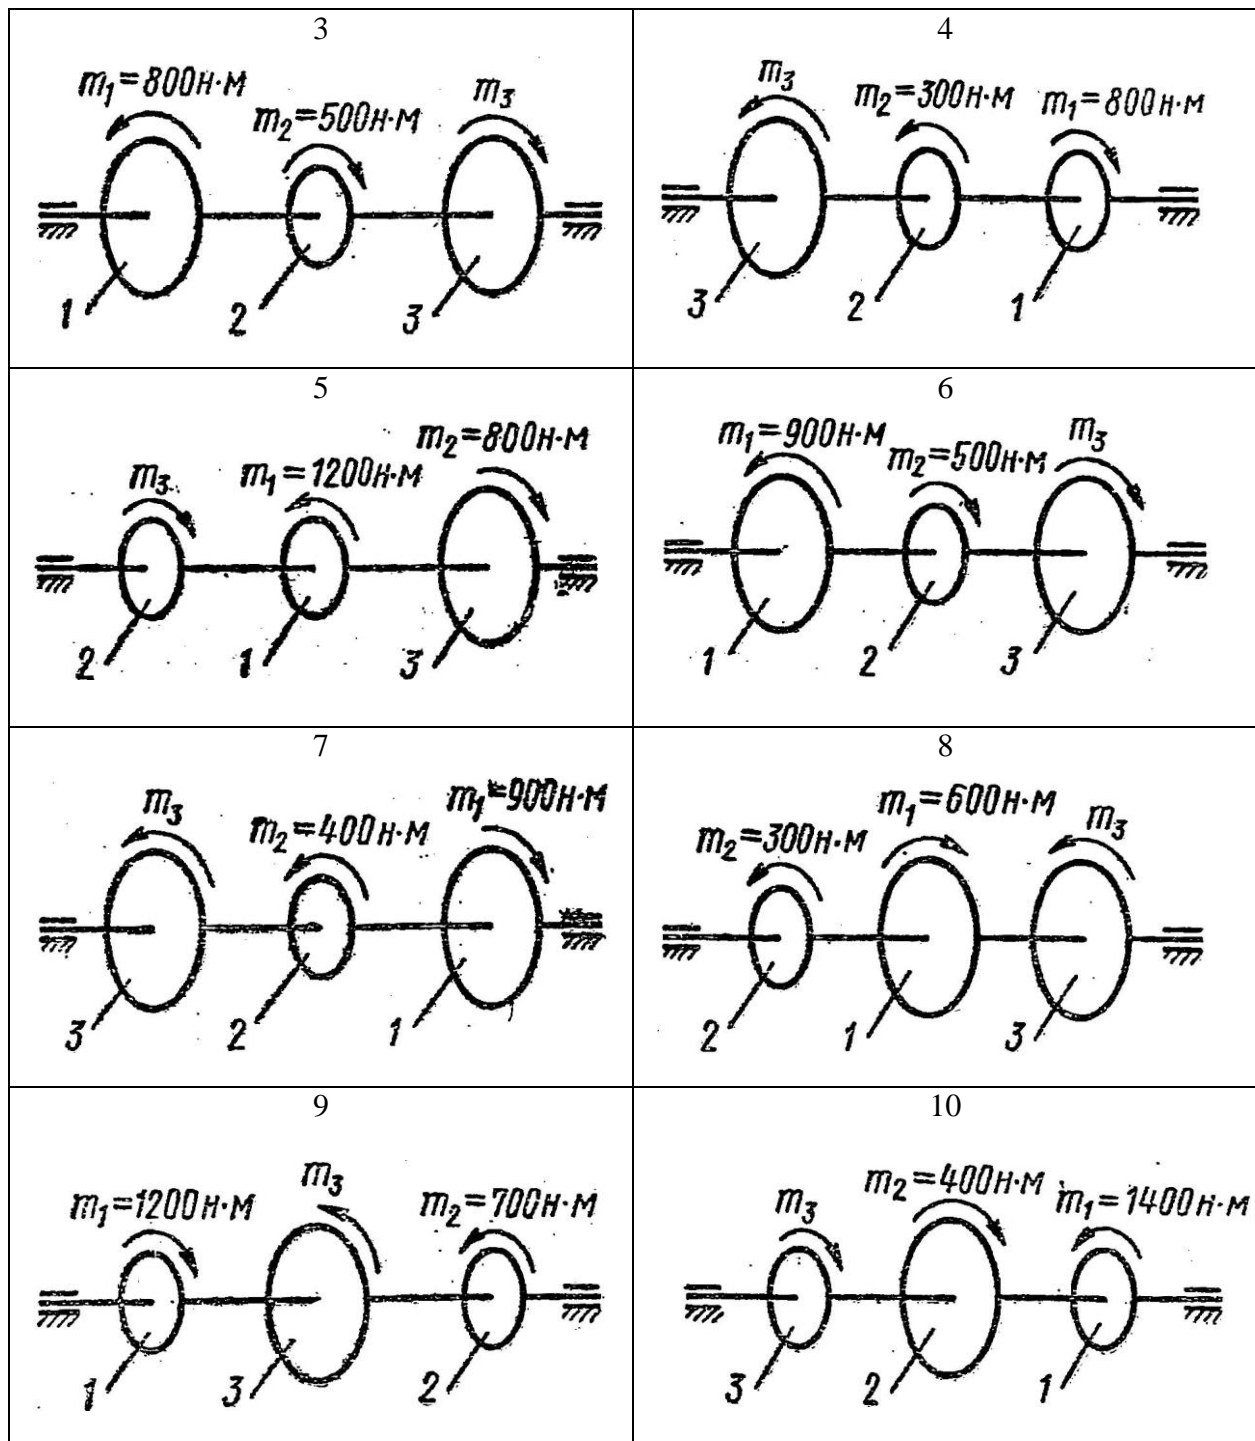 3
m₁=800н·м
m₂=500н·м
m₃
1
2
3
4
m₃
m₂=300н·м
m₁=800н·м
3
2
1
5
m₃
m₁=1200н·м
m₂=800н·м
2
1
3
6
m₁=900н·м
m₂=500н·м
m₃
1
2
3
7
m₃
m₂=400н·м
m₁=900н·м
3
2
1
8
m₂=300н·м
m₁=600н·м
m₃
2
1
3
9
m₁=1200н·м
m₃
m₂=700н·м
1
3
2
10
m₃
m₂=400н·м
m₁=1400н·м
3
2
1